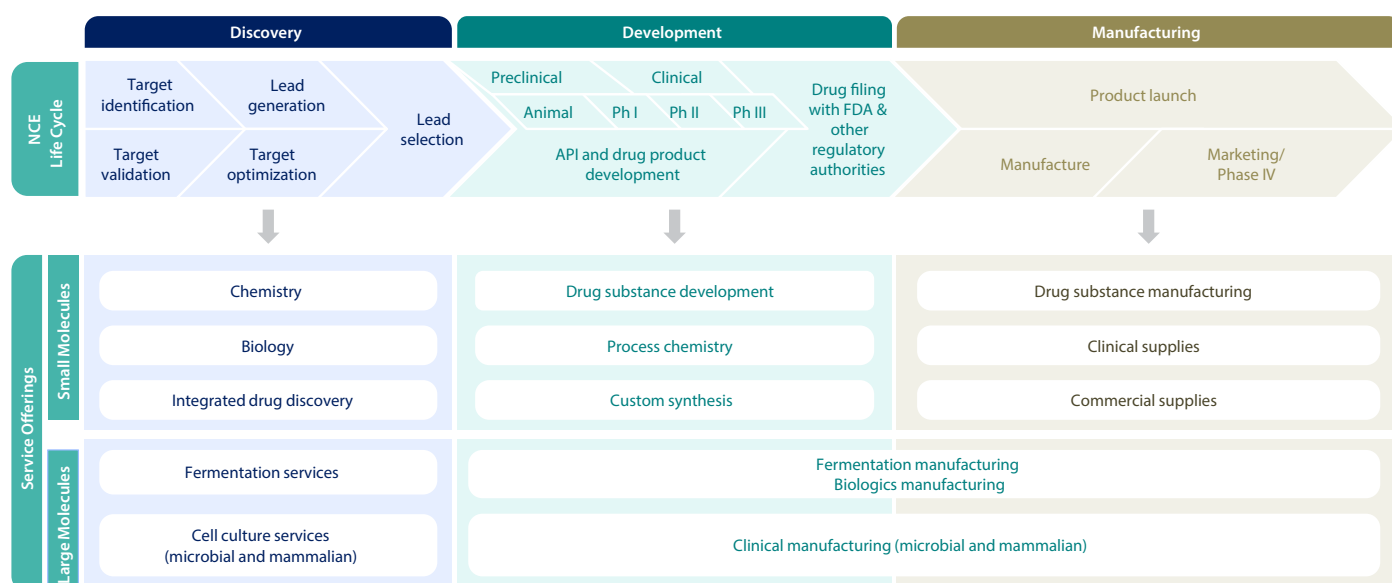 Discovery
Development
Manufacturing
NCE
Life Cycle
Target
identification
Lead
generation
Lead
selection
Target
validation
Target
optimization
Preclinical
Clinical
Animal
Ph I
Ph II
Ph III
API and drug product
development
Drug filing
with FDA &
other
regulatory
authorities
Product launch
Manufacture
Marketing/
Phase IV
Service Offerings
Small Molecules
Chemistry
Drug substance development
Drug substance manufacturing
Biology
Process chemistry
Clinical supplies
Integrated drug discovery
Custom synthesis
Commercial supplies
Large Molecules
Fermentation services
Fermentation manufacturing
Biologics manufacturing
Cell culture services
(microbial and mammalian)
Clinical manufacturing (microbial and mammalian)